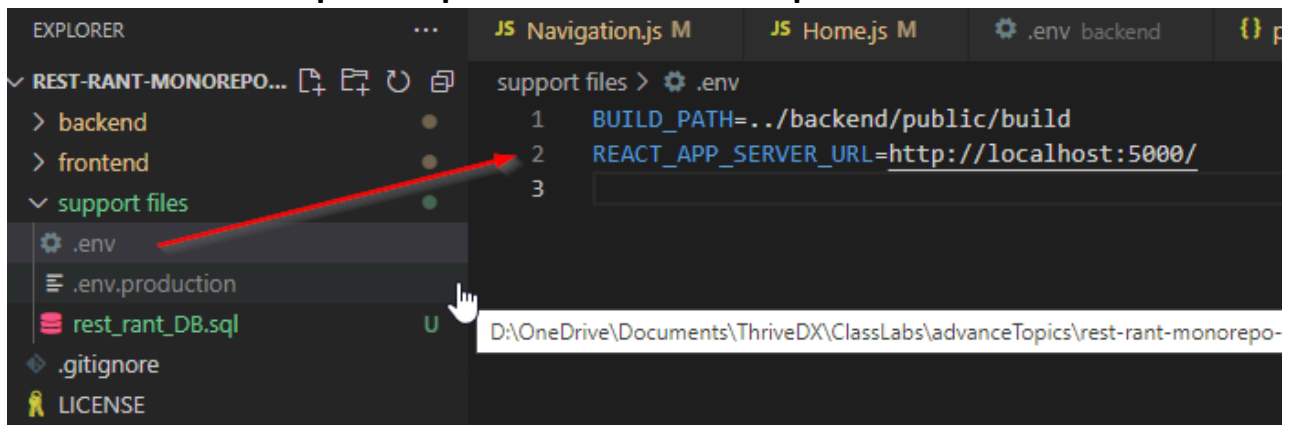 EXPLORER ...
JS Navigation.js M JS Home.js M .env backend {} p
REST-RANT-MONOREPO...
support files > .env
backend
frontend
support files
.env
.env.production
rest_rant_DB.sql U
.gitignore
LICENSE
1 BUILD_PATH=../backend/public/build
2 REACT_APP_SERVER_URL=http://localhost:5000/
3
D:\OneDrive\Documents\ThriveDX\ClassLabs\advanceTopics\rest-rant-monorepo-